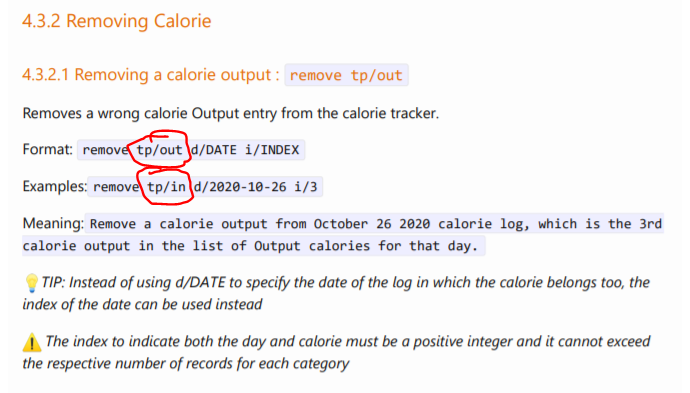 4.3.2 Removing Calorie
4.3.2.1 Removing a calorie output : remove tp/out
Removes a wrong calorie Output entry from the calorie tracker.
Format: remove tp/out d/DATE i/INDEX
Examples: remove tp/in d/2020-10-26 i/3
Meaning: Remove a calorie output from October 26 2020 calorie log, which is the 3rd
calorie output in the list of Output calories for that day.
💡 TIP: Instead of using d/DATE to specify the date of the log in which the calorie belongs too, the
index of the date can be used instead
⚠️ The index to indicate both the day and calorie must be a positive integer and it cannot exceed
the respective number of records for each category